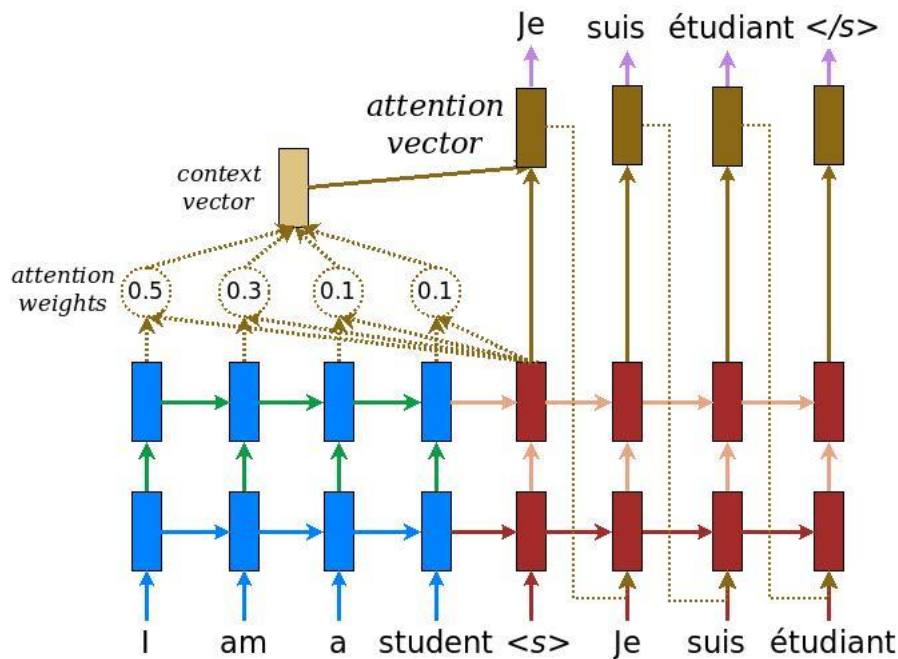 Je suis étudiant </s>
attention
vector
context
vector
attention
weights
0.5 0.3 0.1 0.1
I am a student <s> Je suis étudiant